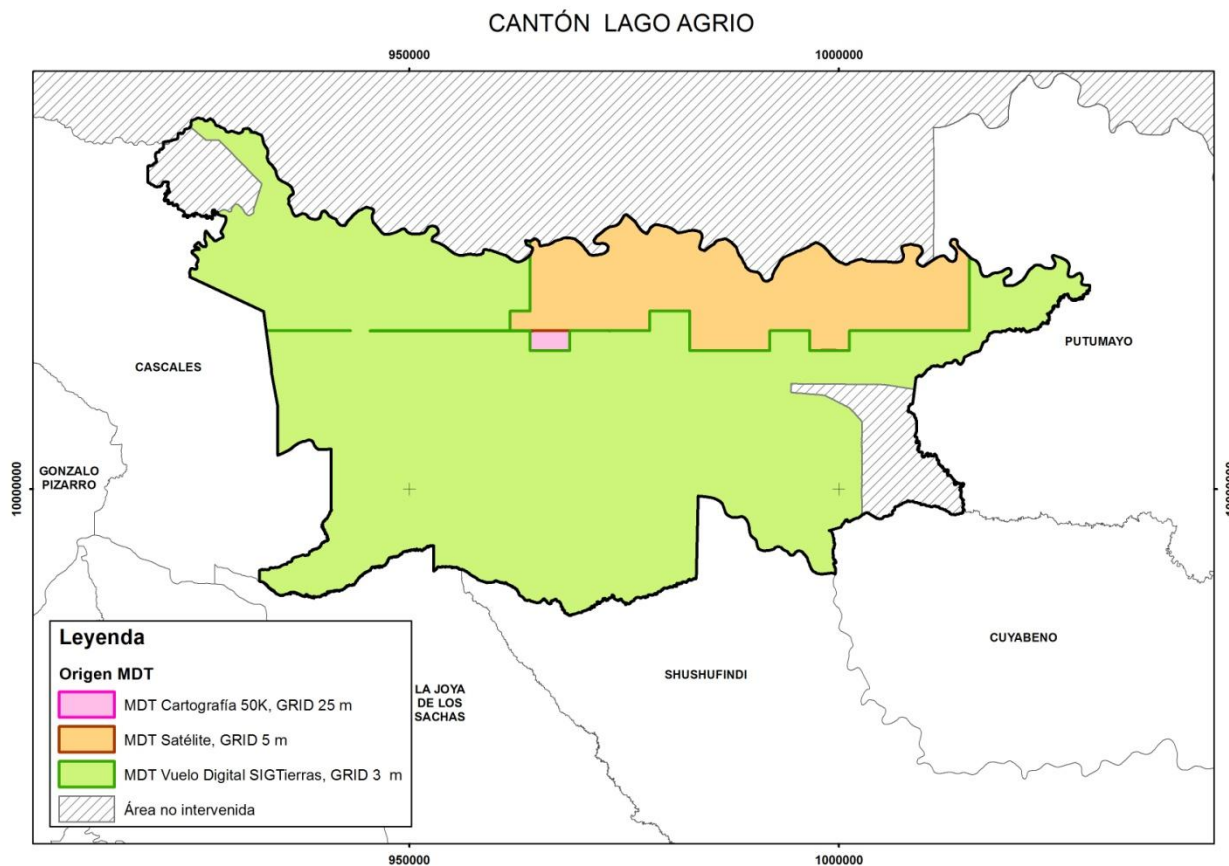 CANTÓN LAGO AGRIO
950000
1000000
CASCALES
PUTUMAYO
GONZALO
PIZARRO
10000000
10000000
CUYABENO
SHUSHUFINDI
LA JOYA
DE LOS
SACHAS
Leyenda
Origen MDT
MDT Cartografía 50K, GRID 25 m
MDT Satélite, GRID 5 m
MDT Vuelo Digital SIGTierras, GRID 3 m
Área no intervenida
950000
1000000